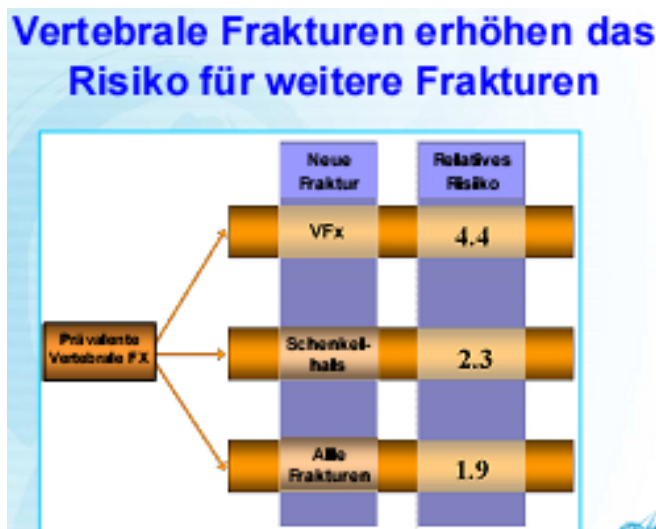 Vertebrale Frakturen erhöhen das
Risiko für weitere Frakturen
Neue
Fraktur
Relatives
Risiko
VFx
4.4
Prävalente
Vertebrale FX
Schenkel-
hals
2.3
Alle
Frakturen
1.9